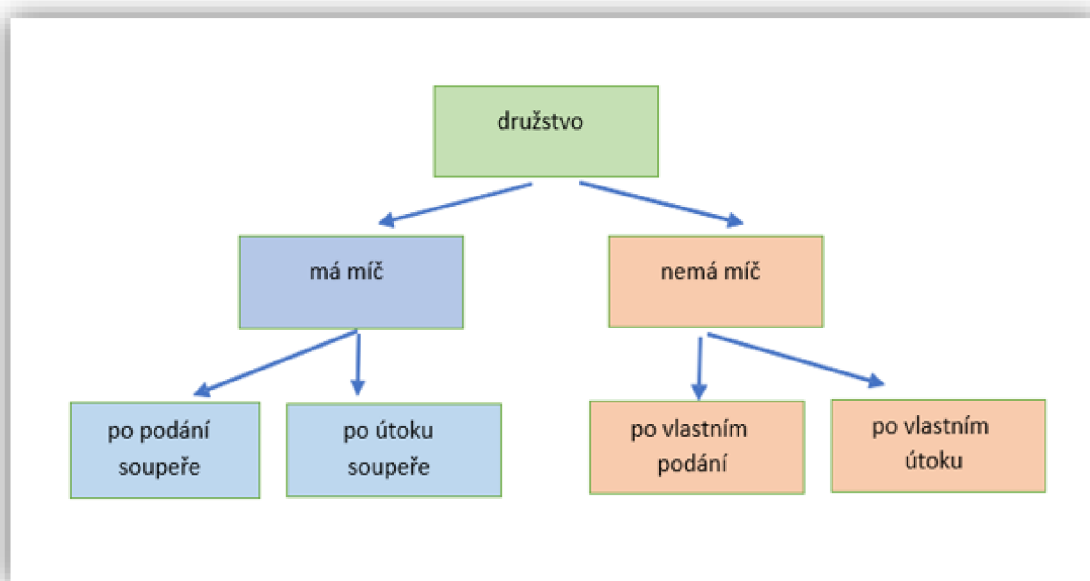 družstvo
má míč
nemá míč
po podání
soupeře
po útoku
soupeře
po vlastním
podání
po vlastním
útoku